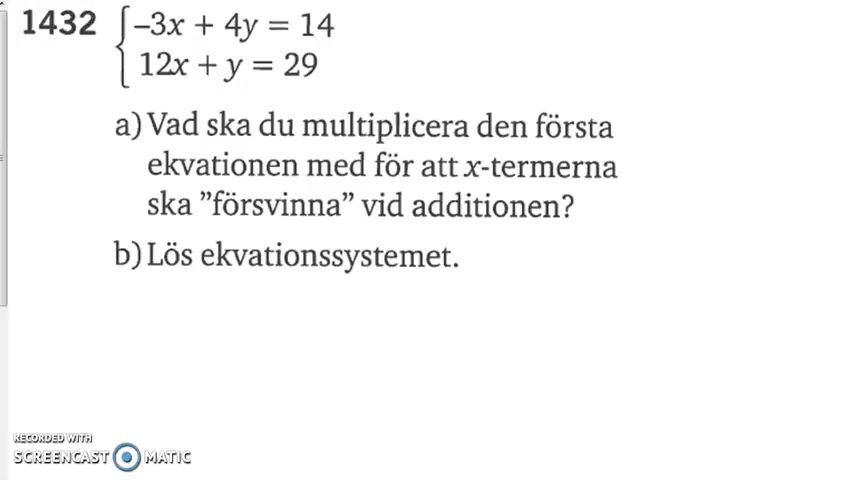 1432 –3x + 4y = 14
12x + y = 29
a) Vad ska du multiplicera den första
ekvationen med för att x-termerna
ska ”försvinna” vid additionen?
b) Lös ekvationssystemet.
RECORDED WITH
SCREENCAST MATIC